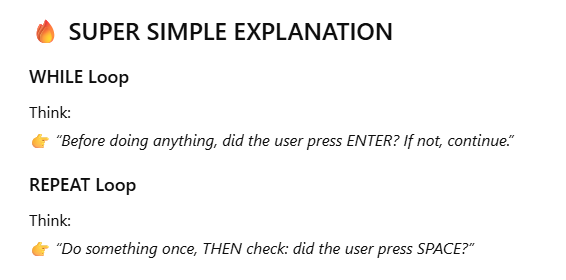 🔥 SUPER SIMPLE EXPLANATION
WHILE Loop
Think:
👉 “Before doing anything, did the user press ENTER? If not, continue.”
REPEAT Loop
Think:
👉 “Do something once, THEN check: did the user press SPACE?”